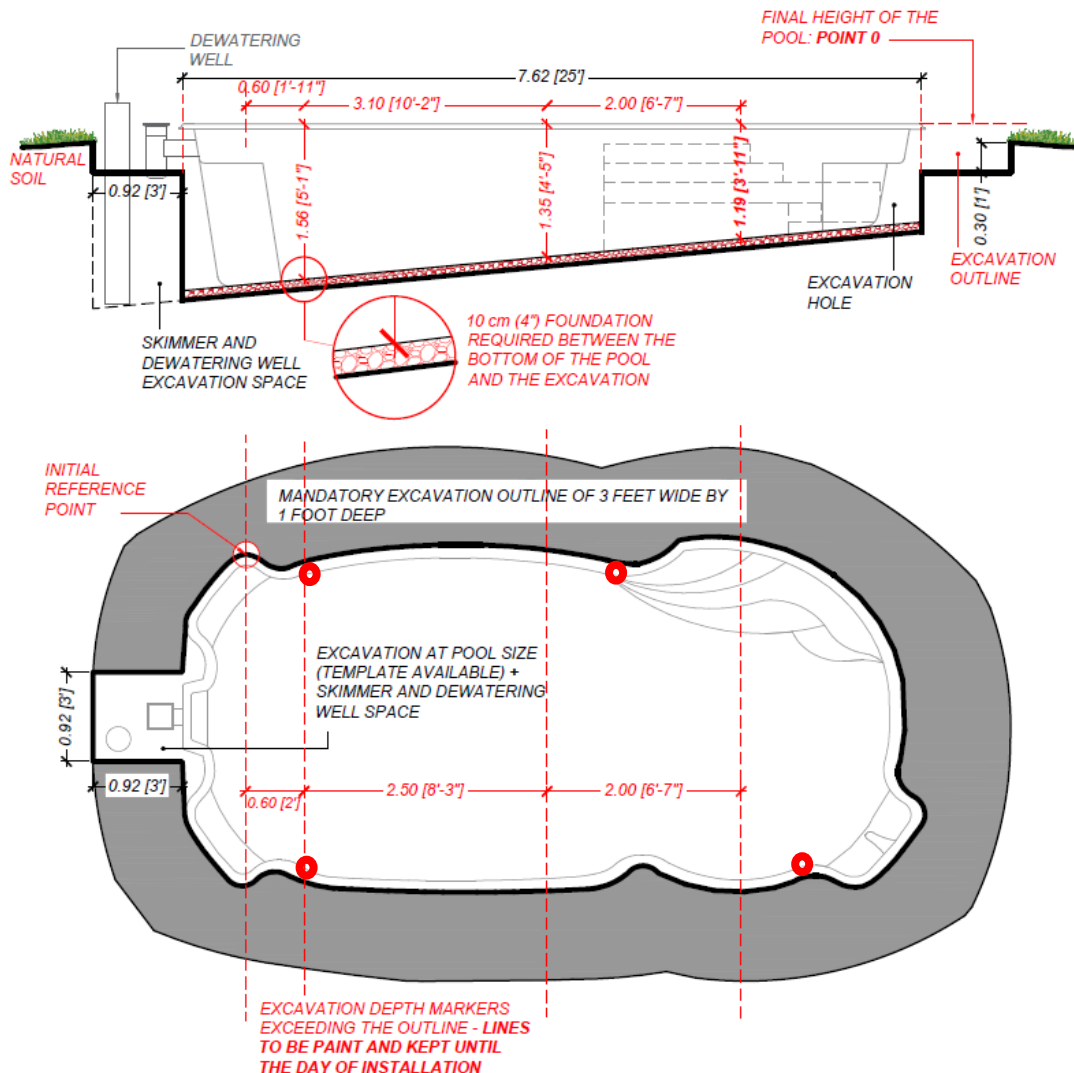 DEWATERING
WELL
FINAL HEIGHT OF THE
POOL: POINT 0
7.62 [25']
0.60 [1'-11"]
3.10 [10'-2"]
2.00 [6'-7"]
NATURAL
SOIL
0.92 [3']
1.56 [5'-1"]
1.35 [4'-5"]
1.19 [3'-11"]
0.30 [1']
EXCAVATION
OUTLINE
EXCAVATION
HOLE
SKIMMER AND
DEWATERING WELL
EXCAVATION SPACE
10 cm (4") FOUNDATION
REQUIRED BETWEEN THE
BOTTOM OF THE POOL
AND THE EXCAVATION
INITIAL
REFERENCE
POINT
MANDATORY EXCAVATION OUTLINE OF 3 FEET WIDE BY
1 FOOT DEEP
EXCAVATION AT POOL SIZE
(TEMPLATE AVAILABLE) +
SKIMMER AND DEWATERING
WELL SPACE
0.92 [3']
0.92 [3']
0.60 [2']
2.50 [8'-3"]
2.00 [6'-7"]
EXCAVATION DEPTH MARKERS
EXCEEDING THE OUTLINE - LINES
TO BE PAINT AND KEPT UNTIL
THE DAY OF INSTALLATION